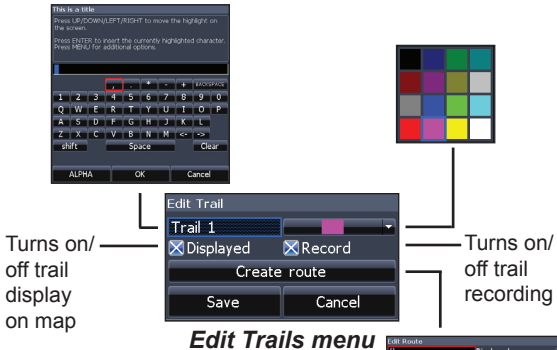 This is a title
Press UP/DOWN/LEFT/RIGHT to move the highlight on
the screen.
Press ENTER to insert the currently highlighted character.
Press MENU for additional options.
, . * - + BACKSPACE
1 2 3 4 5 6 7 8 9 0
Q W E R T Y U I O P
A S D F G H J K L
Z X C V B N M <- ->
shift Space Clear
ALPHA OK Cancel
Edit Trail
Trail 1
Displayed Record
Create route
Save Cancel
Turns on/
off trail
display
on map
Turns on/
off trail
recording
Edit Trails menu
Edit Route